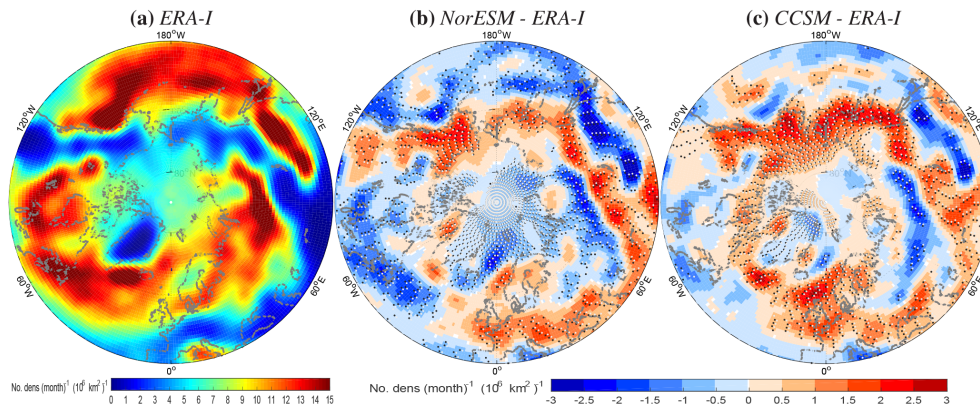 (a) ERA-I
(b) NorESM - ERA-I
(c) CCSM - ERA-I
180°W
180°W
180°W
120°W
120°E
120°W
120°E
120°W
120°E
80°N
80°N
80°N
60°W
60°E
60°W
60°E
60°W
60°E
0°
0°
0°
No. dens (month)⁻¹ (10⁶ km²)⁻¹
0 1 2 3 4 5 6 7 8 9 10 11 12 13 14 15
No. dens (month)⁻¹ (10⁶ km²)⁻¹
-3 -2.5 -2 -1.5 -1 -0.5 0 0.5 1 1.5 2 2.5 3